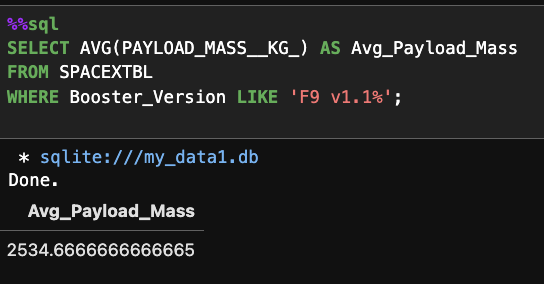 %%sql
SELECT AVG(PAYLOAD_MASS__KG_) AS Avg_Payload_Mass
FROM SPACEXTBL
WHERE Booster_Version LIKE 'F9 v1.1%';
* sqlite:///my_data1.db
Done.
Avg_Payload_Mass
2534.6666666666665